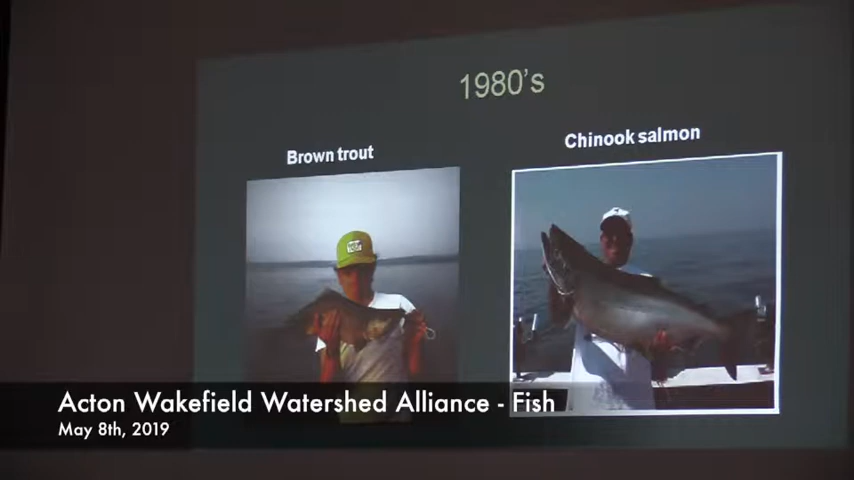 1980's
Brown trout
Chinook salmon
Acton Wakefield Watershed Alliance - Fish
May 8th, 2019